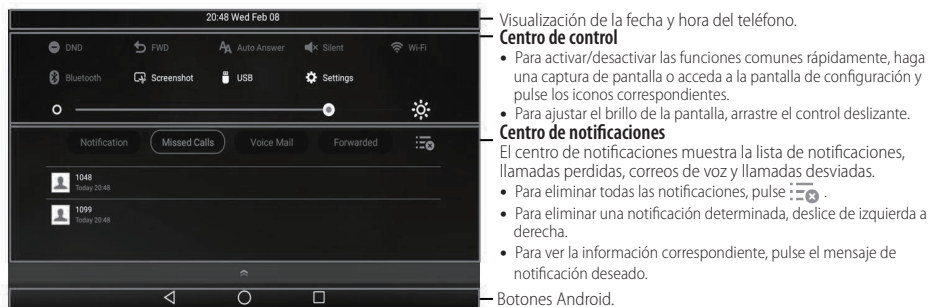 20:48 Wed Feb 08
DND FWD Auto Answer Silent Wi-Fi
Bluetooth Screenshot USB Settings
Notification Missed Calls Voice Mail Forwarded
1048
Today 20:48
1099
Today 20:48
Visualización de la fecha y hora del teléfono.
Centro de control
• Para activar/desactivar las funciones comunes rápidamente, haga
una captura de pantalla o acceda a la pantalla de configuración y
pulse los iconos correspondientes.
• Para ajustar el brillo de la pantalla, arrastre el control deslizante.
Centro de notificaciones
El centro de notificaciones muestra la lista de notificaciones,
llamadas perdidas, correos de voz y llamadas desviadas.
• Para eliminar todas las notificaciones, pulse .
• Para eliminar una notificación determinada, deslice de izquierda a
derecha.
• Para ver la información correspondiente, pulse el mensaje de
notificación deseado.
Botones Android.